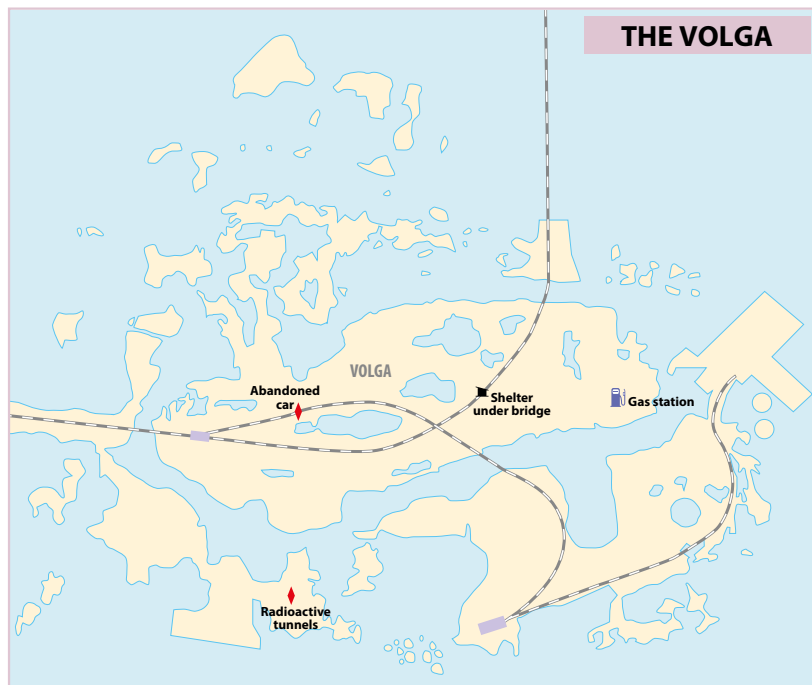 THE VOLGA
VOLGA
Abandoned
car
Shelter
under bridge
Gas station
Radioactive
tunnels